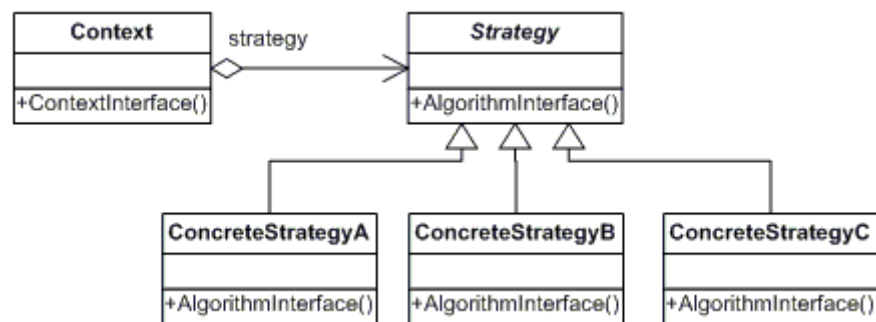 Context
strategy
Strategy
+ContextInterface()
+AlgorithmInterface()
ConcreteStrategyA
ConcreteStrategyB
ConcreteStrategyC
+AlgorithmInterface()
+AlgorithmInterface()
+AlgorithmInterface()